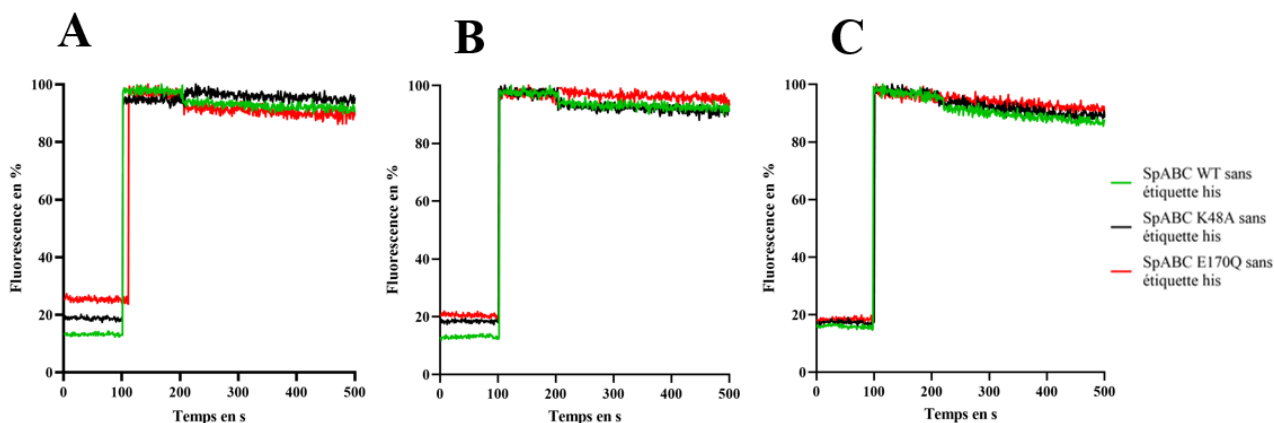 A
B
C
Fluorescence en %
100
80
60
40
20
0
0 100 200 300 400 500
Temps en s
Fluorescence en %
100
80
60
40
20
0
0 100 200 300 400 500
Temps en s
Fluorescence en %
100
80
60
40
20
0
0 100 200 300 400 500
Temps en s
SpABC WT sans
étiquette his
SpABC K48A sans
étiquette his
SpABC E170Q sans
étiquette his